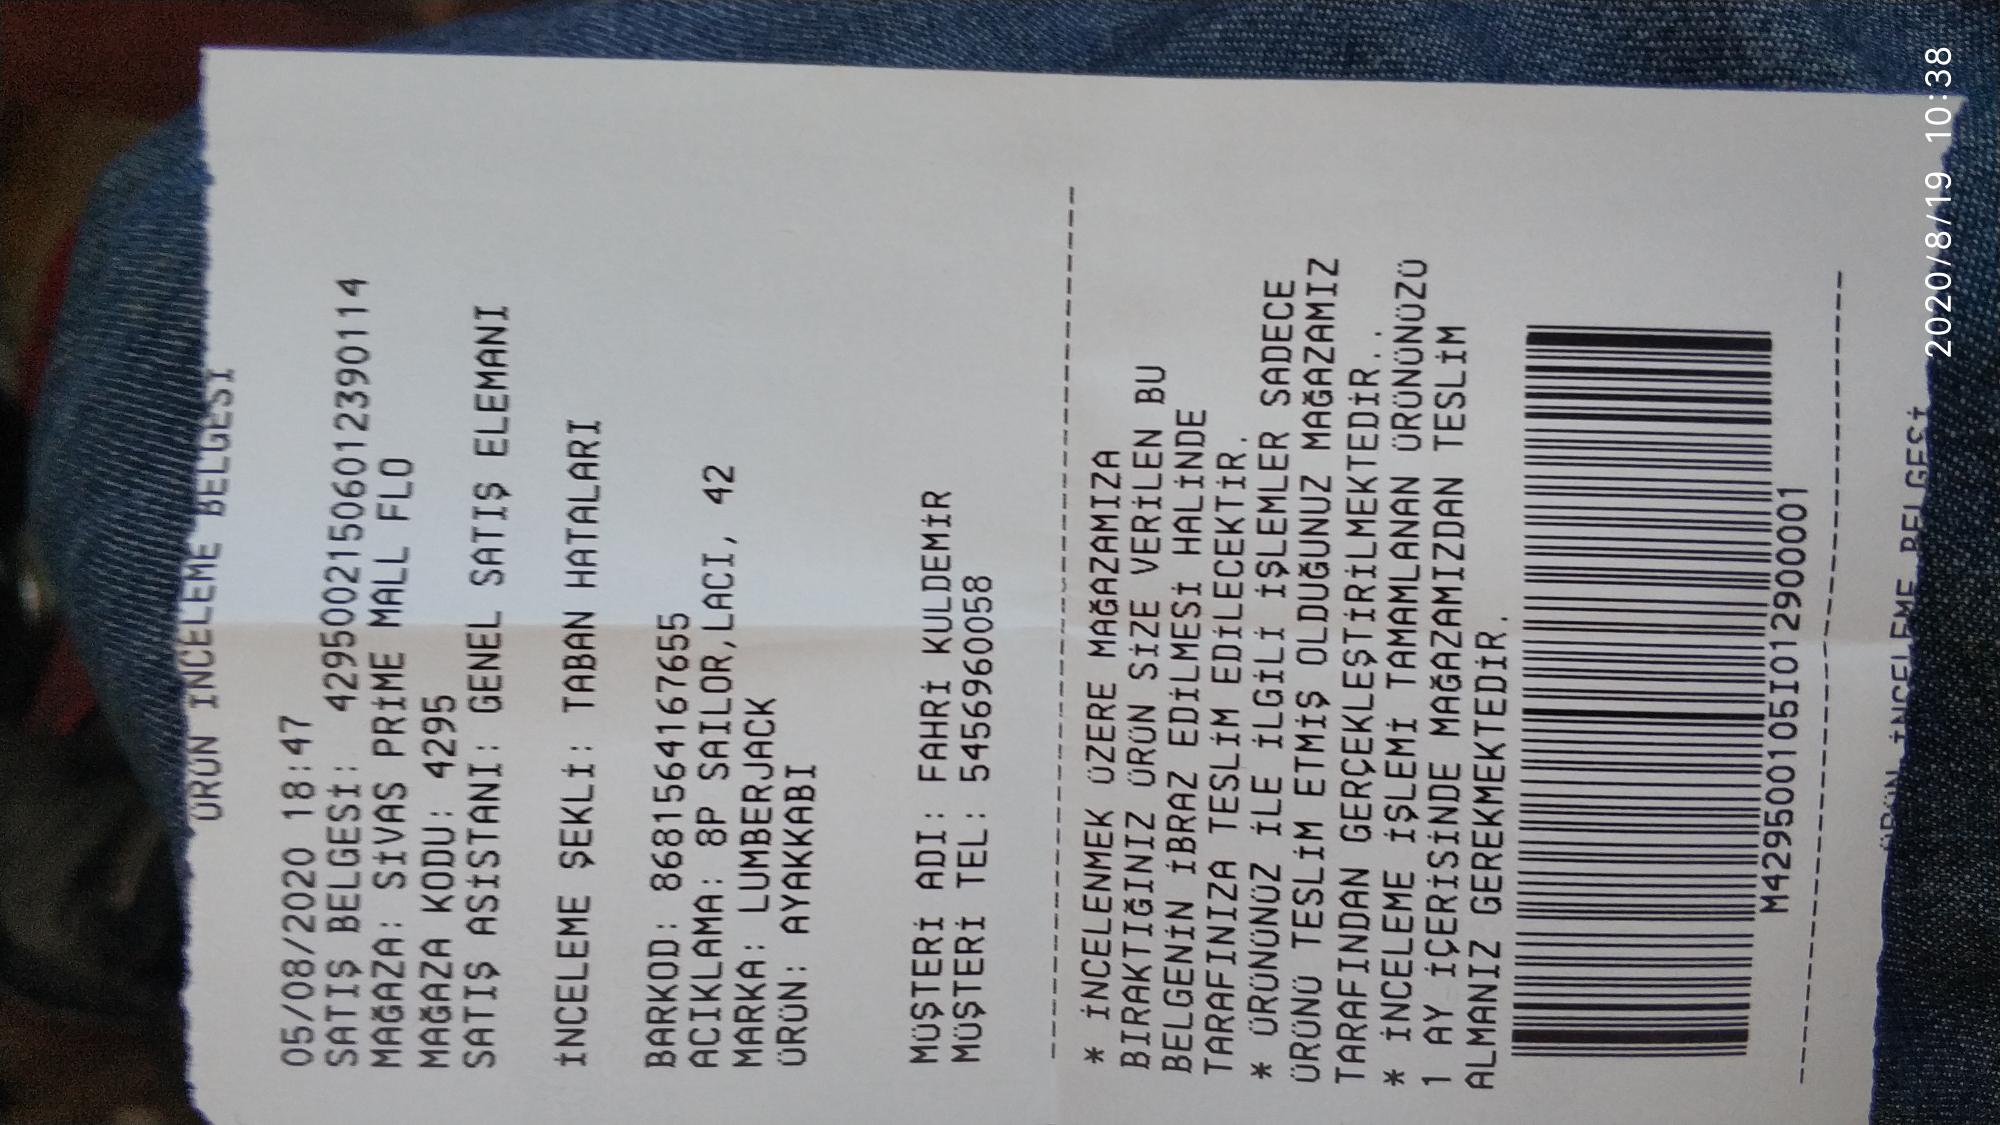 ÜRÜN İNCELEME BELGESİ
05/08/2020 18:47
SATIŞ BELGESİ: 42950021506012390114
MAĞAZA: SİVAS PRİME MALL FLO
MAĞAZA KODU: 4295
SATIŞ ASİSTANI: GENEL SATIŞ ELEMANI
İNCELEME ŞEKLİ: TABAN HATALARI
BARKOD: 8681564167655
ACIKLAMA: 8P SAILOR,LACI, 42
MARKA: LUMBERJACK
ÜRÜN: AYAKKABI
MÜŞTERİ ADI: FAHRİ KULDEMİR
MÜŞTERİ TEL: 5456960058
* İNCELENMEK ÜZERE MAĞAZAMIZA
BIRAKTIĞINIZ ÜRÜN SİZE VERİLEN BU
BELGENİN İBRAZ EDİLMESİ HALİNDE
TARAFINIZA TESLİM EDİLECEKTİR.
* ÜRÜNÜNÜZ İLE İLGİLİ İŞLEMLER SADECE
ÜRÜNÜ TESLİM ETMİŞ OLDUĞUNUZ MAĞAZAMIZ
TARAFINDAN GERÇEKLEŞTİRİLMEKTEDİR..
* İNCELEME İŞLEMİ TAMAMLANAN ÜRÜNÜNÜZÜ
1 AY İÇERİSİNDE MAĞAZAMIZDAN TESLİM
ALMANIZ GEREKMEKTEDİR.
M429500105I012900001
ÜRÜN İNCELEME BELGESİ
2020/8/19 10:38